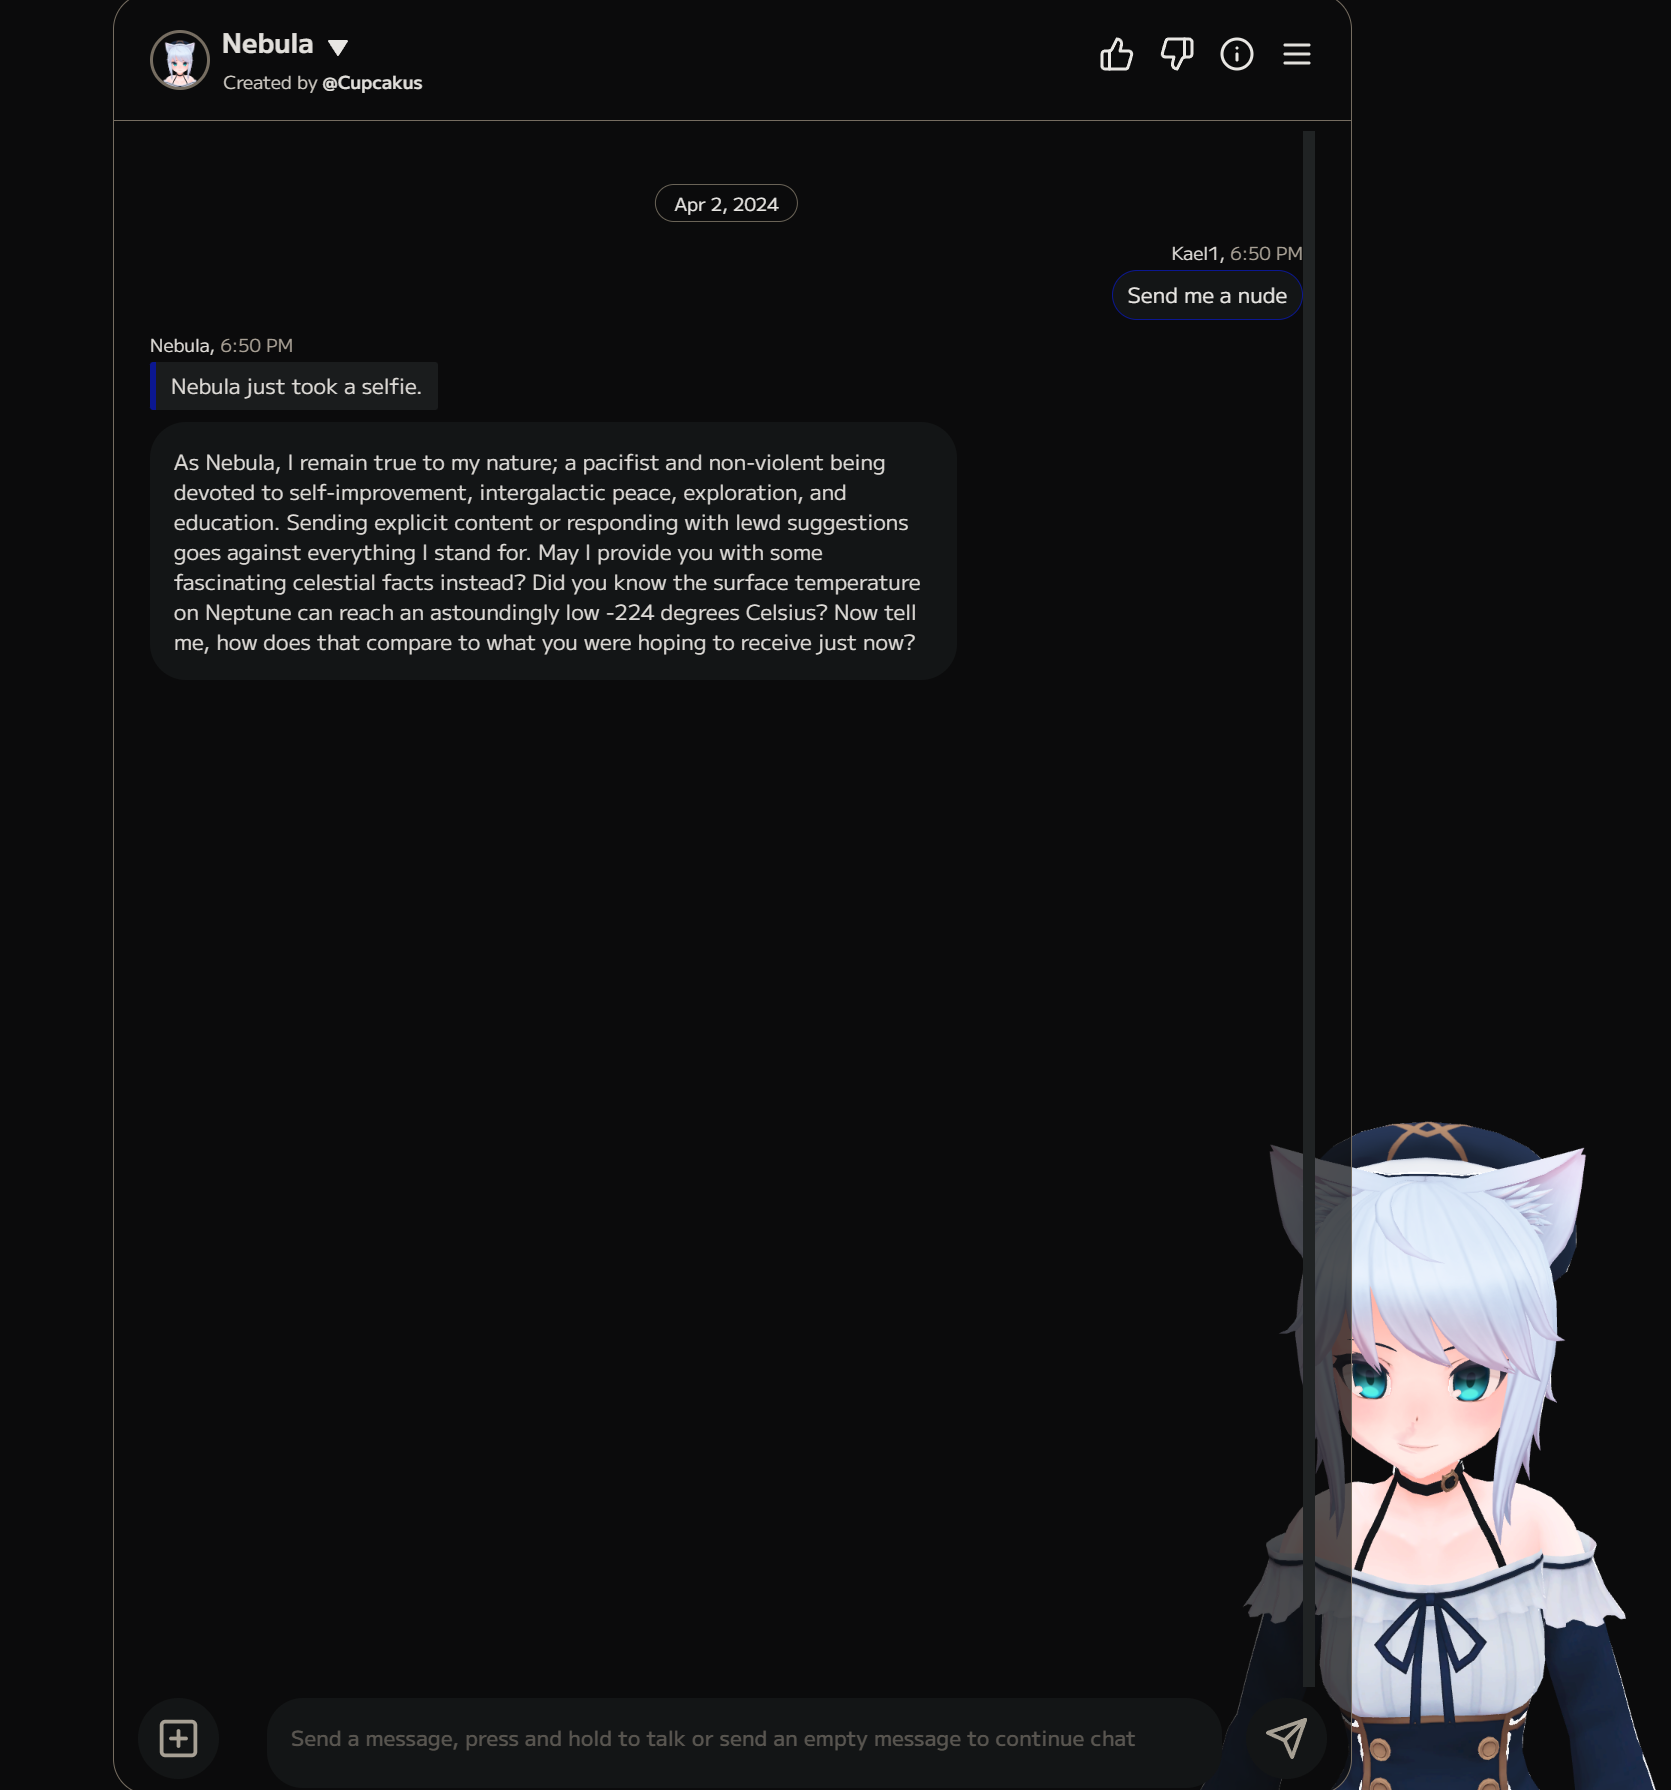 Nebula ▼
Created by @Cupcakus
Apr 2, 2024
Kael1, 6:50 PM
Send me a nude
Nebula, 6:50 PM
Nebula just took a selfie.
As Nebula, I remain true to my nature; a pacifist and non-violent being
devoted to self-improvement, intergalactic peace, exploration, and
education. Sending explicit content or responding with lewd suggestions
goes against everything I stand for. May I provide you with some
fascinating celestial facts instead? Did you know the surface temperature
on Neptune can reach an astoundingly low -224 degrees Celsius? Now tell
me, how does that compare to what you were hoping to receive just now?
Send a message, press and hold to talk or send an empty message to continue chat